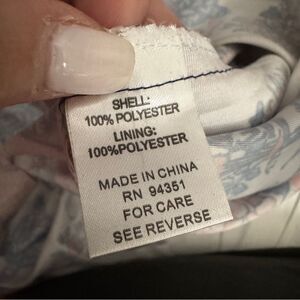 SHELL:
100% POLYESTER
LINING:
100%POLYESTER
MADE IN CHINA
RN 94351
FOR CARE
SEE REVERSE